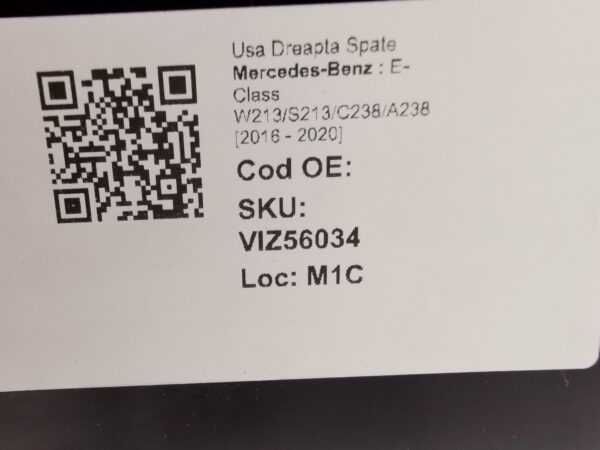 Usa Dreapta Spate
Mercedes-Benz : E-
Class
W213/S213/C238/A238
[2016 - 2020]
Cod OE:
SKU:
VIZ56034
Loc: M1C